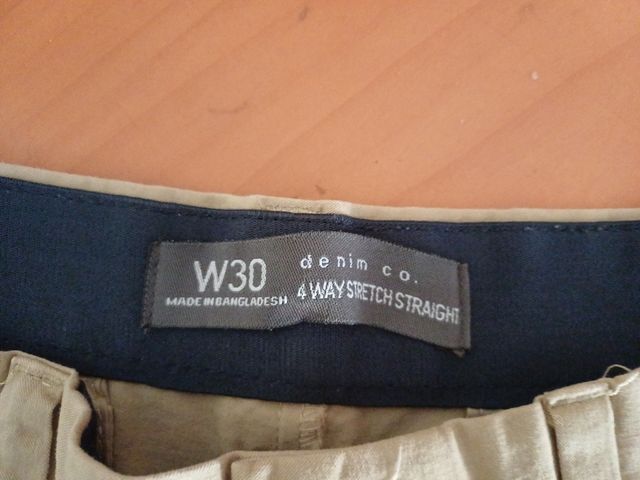 W30
MADE IN BANGLADESH
denim co.
4 WAY STRETCH STRAIGHT